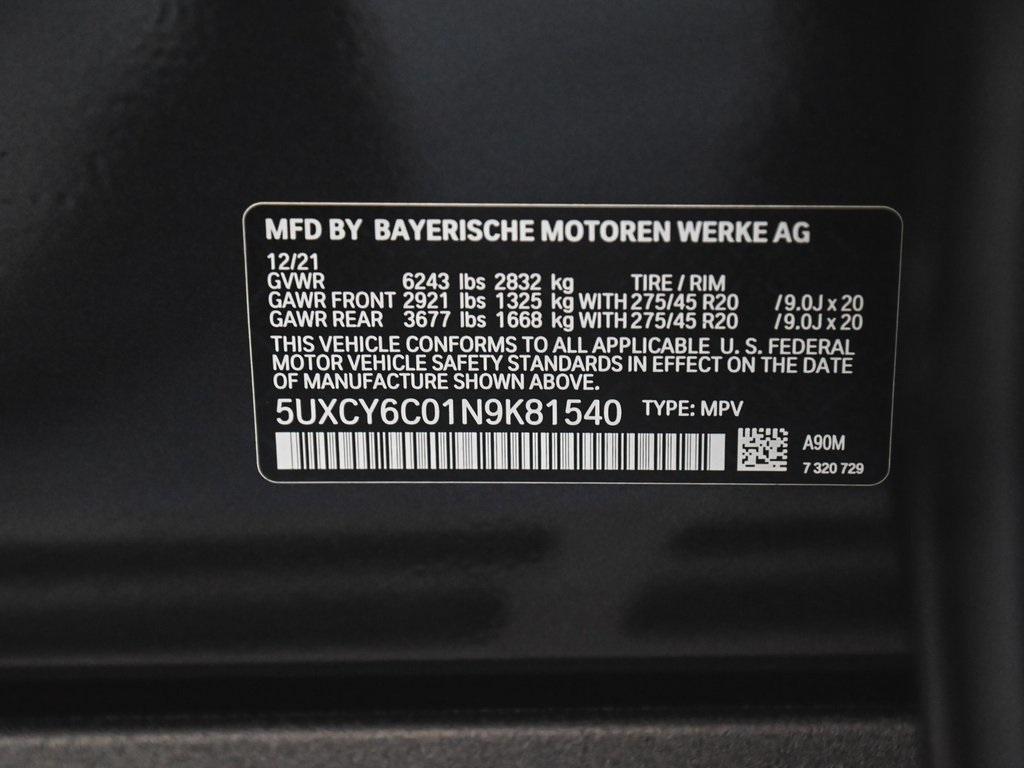 MFD BY BAYERISCHE MOTOREN WERKE AG
12/21
GVWR 6243 lbs 2832 kg TIRE / RIM
GAWR FRONT 2921 lbs 1325 kg WITH 275/45 R20 / 9.0J x 20
GAWR REAR 3677 lbs 1668 kg WITH 275/45 R20 / 9.0J x 20
THIS VEHICLE CONFORMS TO ALL APPLICABLE U. S. FEDERAL
MOTOR VEHICLE SAFETY STANDARDS IN EFFECT ON THE DATE
OF MANUFACTURE SHOWN ABOVE.
5UXCY6C01N9K81540 TYPE: MPV
A90M
7 320 729